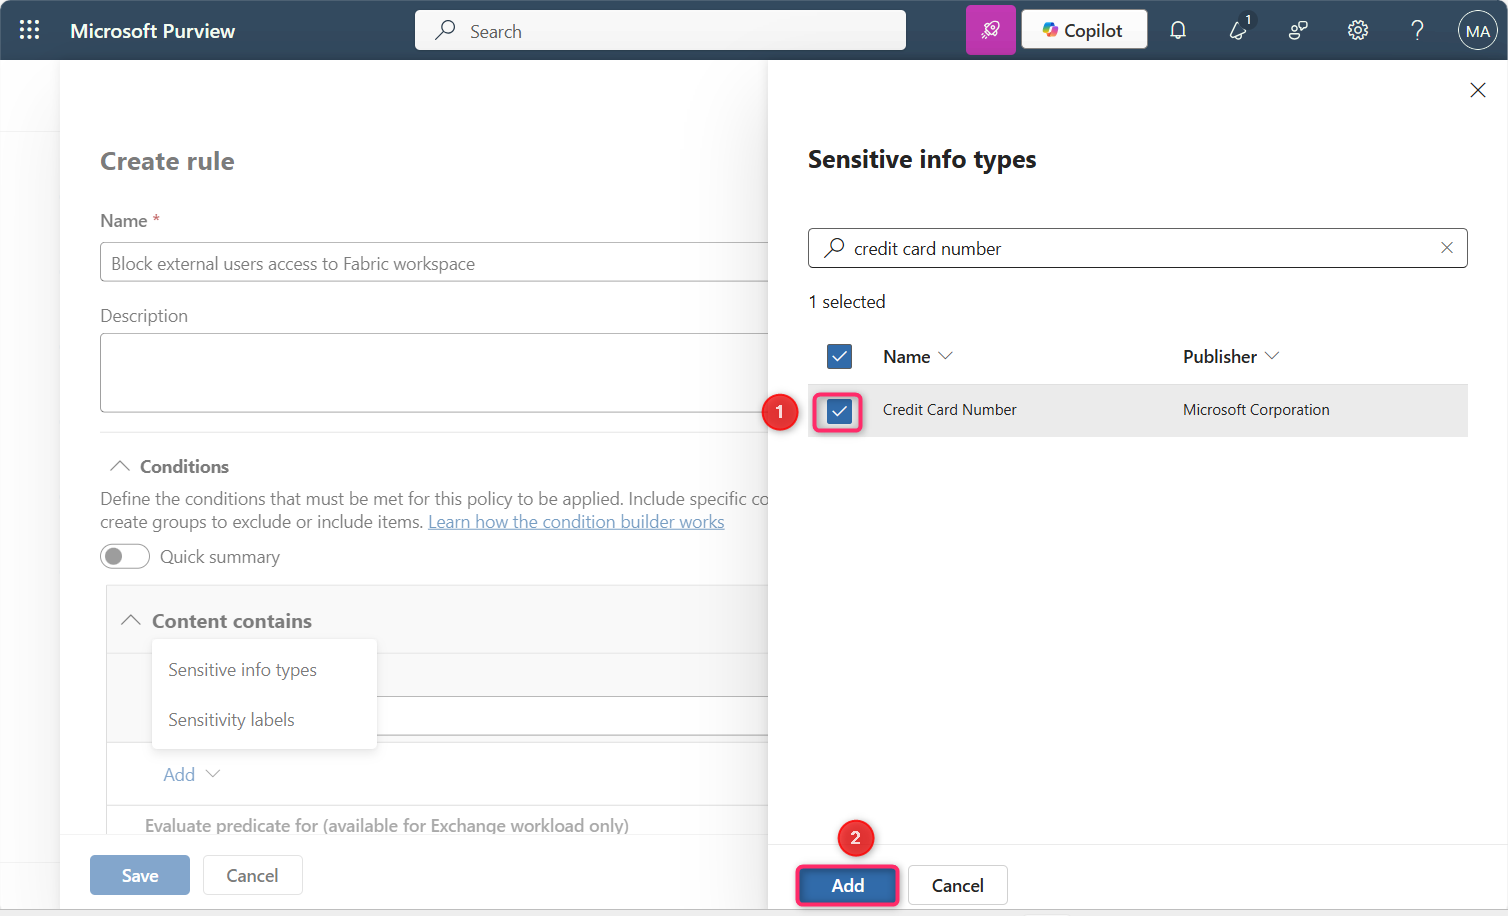 Microsoft Purview
Search
Copilot
1
MA
Create rule
Name *
Block external users access to Fabric workspace
Description
Conditions
Define the conditions that must be met for this policy to be applied. Include specific co
create groups to exclude or include items. Learn how the condition builder works
Quick summary
Content contains
Sensitive info types
Sensitivity labels
Add
Evaluate predicate for (available for Exchange workload only)
Save
Cancel
Sensitive info types
credit card number
1 selected
Name
Publisher
1
Credit Card Number
Microsoft Corporation
2
Add
Cancel